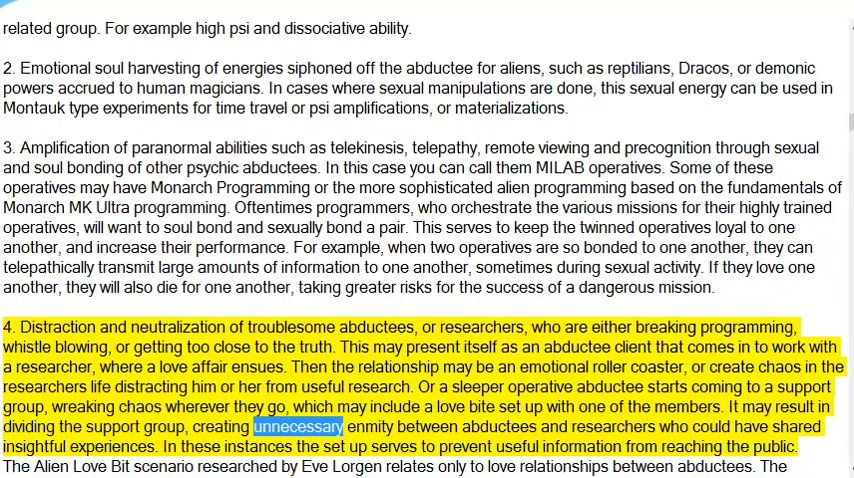 related group. For example high psi and dissociative ability.
2. Emotional soul harvesting of energies siphoned off the abductee for aliens, such as reptilians, Dracos, or demonic
powers accrued to human magicians. In cases where sexual manipulations are done, this sexual energy can be used in
Montauk type experiments for time travel or psi amplifications, or materializations.
3. Amplification of paranormal abilities such as telekinesis, telepathy, remote viewing and precognition through sexual
and soul bonding of other psychic abductees. In this case you can call them MILAB operatives. Some of these
operatives may have Monarch Programming or the more sophisticated alien programming based on the fundamentals of
Monarch MK Ultra programming. Oftentimes programmers, who orchestrate the various missions for their highly trained
operatives, will want to soul bond and sexually bond a pair. This serves to keep the twinned operatives loyal to one
another, and increase their performance. For example, when two operatives are so bonded to one another, they can
telepathically transmit large amounts of information to one another, sometimes during sexual activity. If they love one
another, they will also die for one another, taking greater risks for the success of a dangerous mission.
4. Distraction and neutralization of troublesome abductees, or researchers, who are either breaking programming,
whistle blowing, or getting too close to the truth. This may present itself as an abductee client that comes in to work with
a researcher, where a love affair ensues. Then the relationship may be an emotional roller coaster, or create chaos in the
researchers life distracting him or her from useful research. Or a sleeper operative abductee starts coming to a support
group, wreaking chaos wherever they go, which may include a love bite set up with one of the members. It may result in
dividing the support group, creating unnecessary enmity between abductees and researchers who could have shared
insightful experiences. In these instances the set up serves to prevent useful information from reaching the public.
The Alien Love Bit scenario researched by Eve Lorgen relates only to love relationships between abductees. The